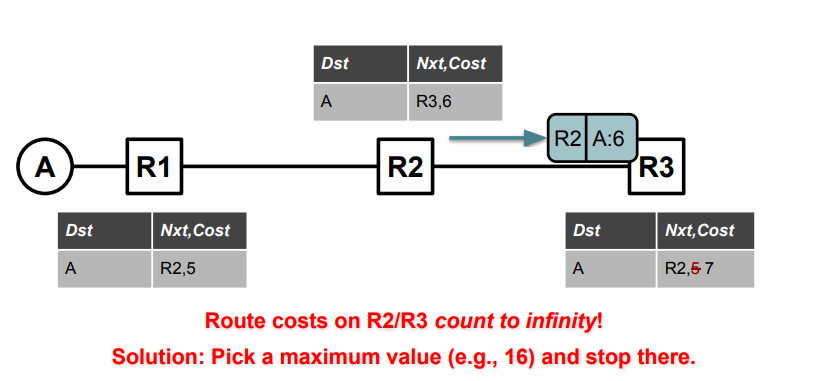 Dst Nxt,Cost
A R3,6
R2 A:6
A R1 R2 R3
Dst Nxt,Cost
A R2,5
Dst Nxt,Cost
A R2,5 7
Route costs on R2/R3 count to infinity!
Solution: Pick a maximum value (e.g., 16) and stop there.